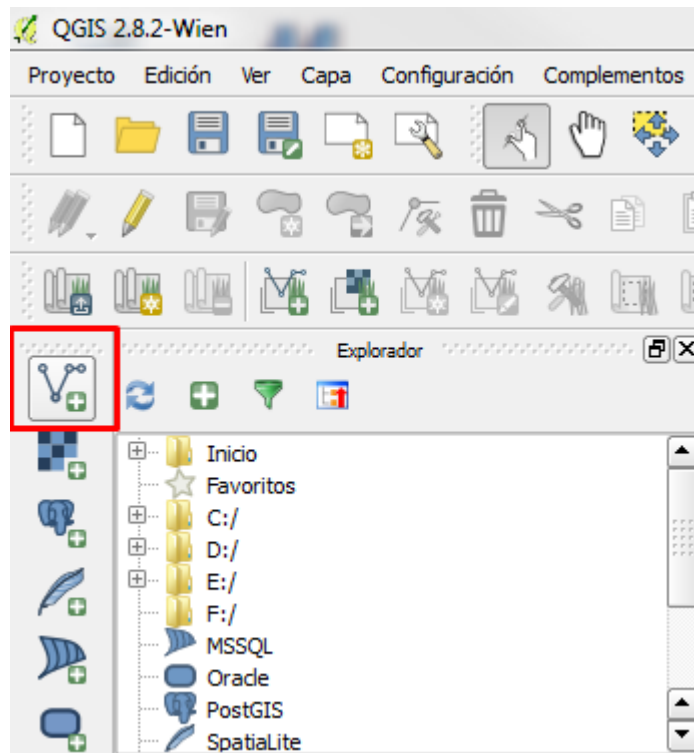 QGIS 2.8.2-Wien
Proyecto Edición Ver Capa Configuración Complementos
Explorador
Inicio
Favoritos
C:/
D:/
E:/
F:/
MSSQL
Oracle
PostGIS
SpatiaLite